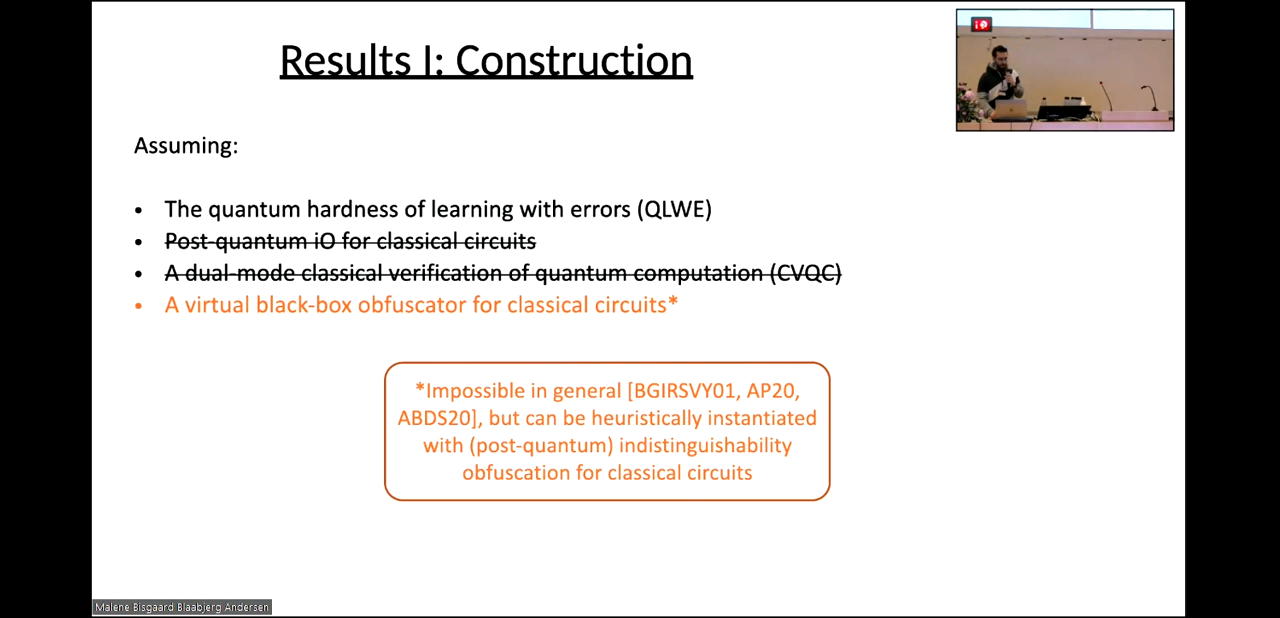 Results I: Construction
Assuming:
• The quantum hardness of learning with errors (QLWE)
• Post-quantum iO for classical circuits
• A dual-mode classical verification of quantum computation (CVQC)
• A virtual black-box obfuscator for classical circuits*
*Impossible in general [BGIRSVY01, AP20,
ABDS20], but can be heuristically instantiated
with (post-quantum) indistinguishability
obfuscation for classical circuits
Malene Bisgaard Blaabjerg Andersen